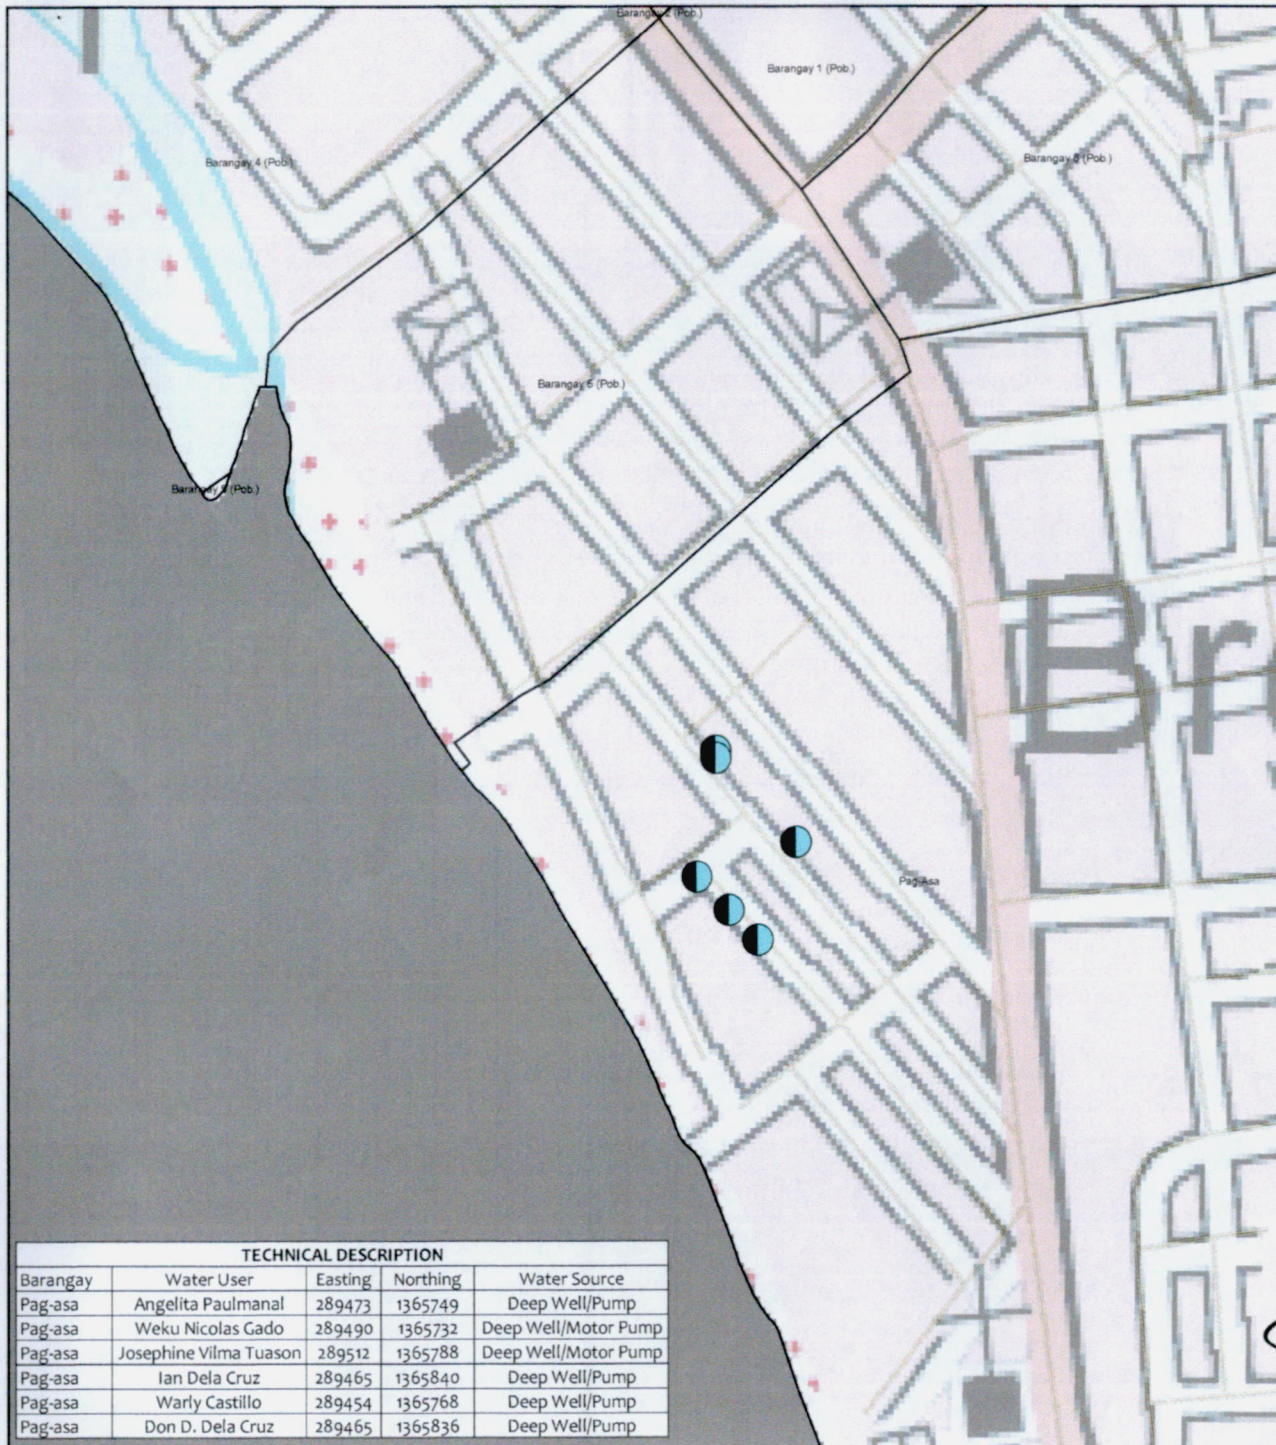 Barangay 2 (Pob.)
Barangay 1 (Pob.)
Barangay 4 (Pob.)
Barangay (Pob.)
Barangay (Pob.)
Barangay (Pob.)
Br
Pag-Asa
TECHNICAL DESCRIPTION
Barangay Water User Easting Northing Water Source
Pag-asa Angelita Paulmanal 289473 1365749 Deep Well/Pump
Pag-asa Weku Nicolas Gado 289490 1365732 Deep Well/Motor Pump
Pag-asa Josephine Vilma Tuason 289512 1365788 Deep Well/Motor Pump
Pag-asa Ian Dela Cruz 289465 1365840 Deep Well/Pump
Pag-asa Warly Castillo 289454 1365768 Deep Well/Pump
Pag-asa Don D. Dela Cruz 289465 1365836 Deep Well/Pump